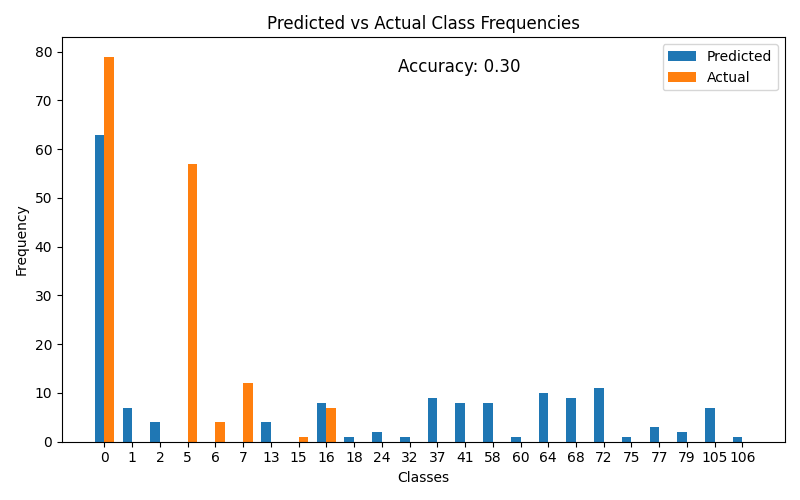 Predicted vs Actual Class Frequencies
Accuracy: 0.30
Predicted
Actual
Frequency
80
70
60
50
40
30
20
10
0
0 1 2 5 6 7 13 15 16 18 24 32 37 41 58 60 64 68 72 75 77 79 105 106
Classes